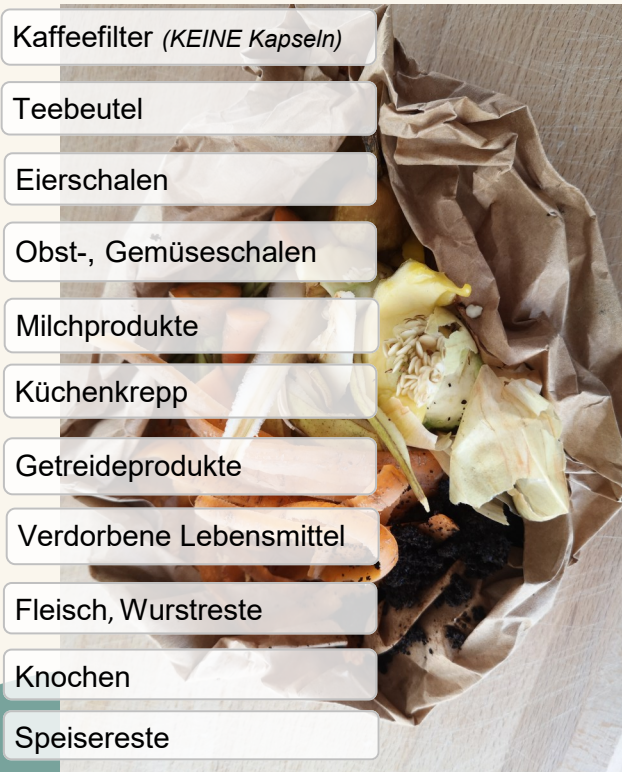 Kaffeefilter (KEINE Kapseln)
Teebeutel
Eierschalen
Obst-, Gemüseschalen
Milchprodukte
Küchenkrepp
Getreideprodukte
Verdorbene Lebensmittel
Fleisch, Wurstreste
Knochen
Speisereste